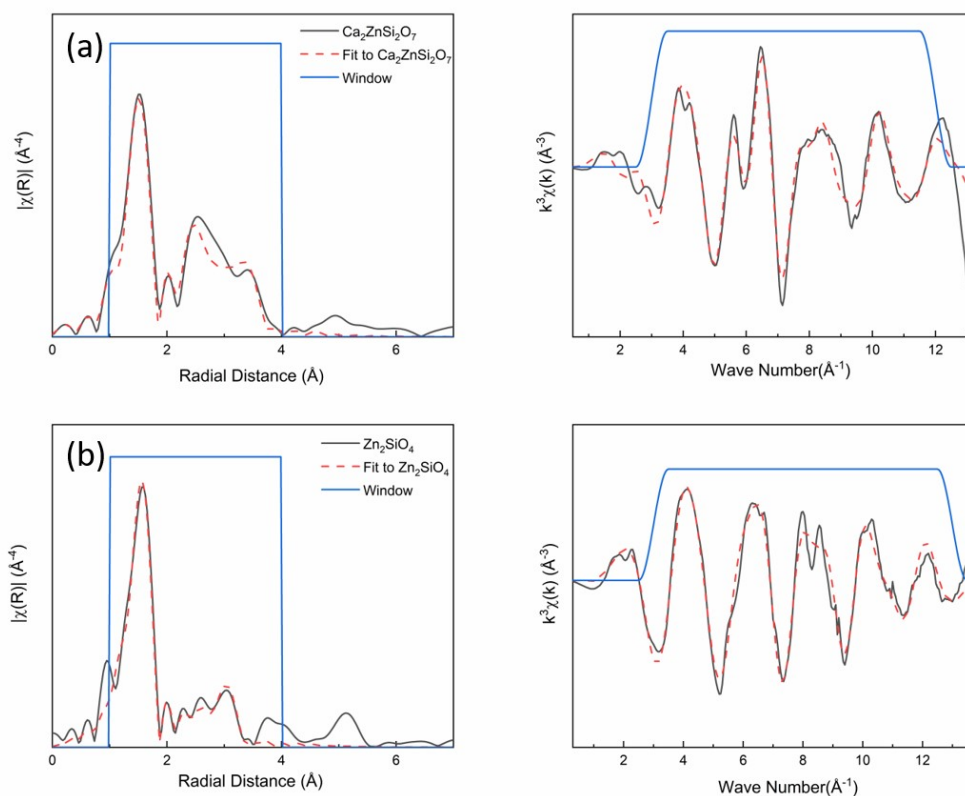 (a)
Ca₂ZnSi₂O₇
Fit to Ca₂ZnSi₂O₇
Window
|χ(R)| (Å⁻⁴)
0 2 4 6
Radial Distance (Å)
k³χ(k) (Å⁻³)
2 4 6 8 10 12
Wave Number(Å⁻¹)
(b)
Zn₂SiO₄
Fit to Zn₂SiO₄
Window
|χ(R)| (Å⁻⁴)
0 2 4 6
Radial Distance (Å)
k³χ(k) (Å⁻³)
2 4 6 8 10 12
Wave Number(Å⁻¹)